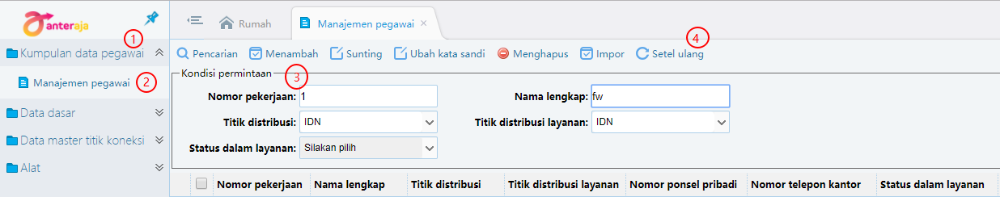 anteraja
Rumah
Manajemen pegawai ×
1
Kumpulan data pegawai
Manajemen pegawai
2
Data dasar
Data master titik koneksi
Alat
4
Pencarian Menambah Sunting Ubah kata sandi Menghapus Impor Setel ulang
Kondisi permintaan
3
Nomor pekerjaan: 1 Nama lengkap: fw
Titik distribusi: IDN Titik distribusi layanan: IDN
Status dalam layanan: Silakan pilih
Nomor pekerjaan Nama lengkap Titik distribusi Titik distribusi layanan Nomor ponsel pribadi Nomor telepon kantor Status dalam layanan